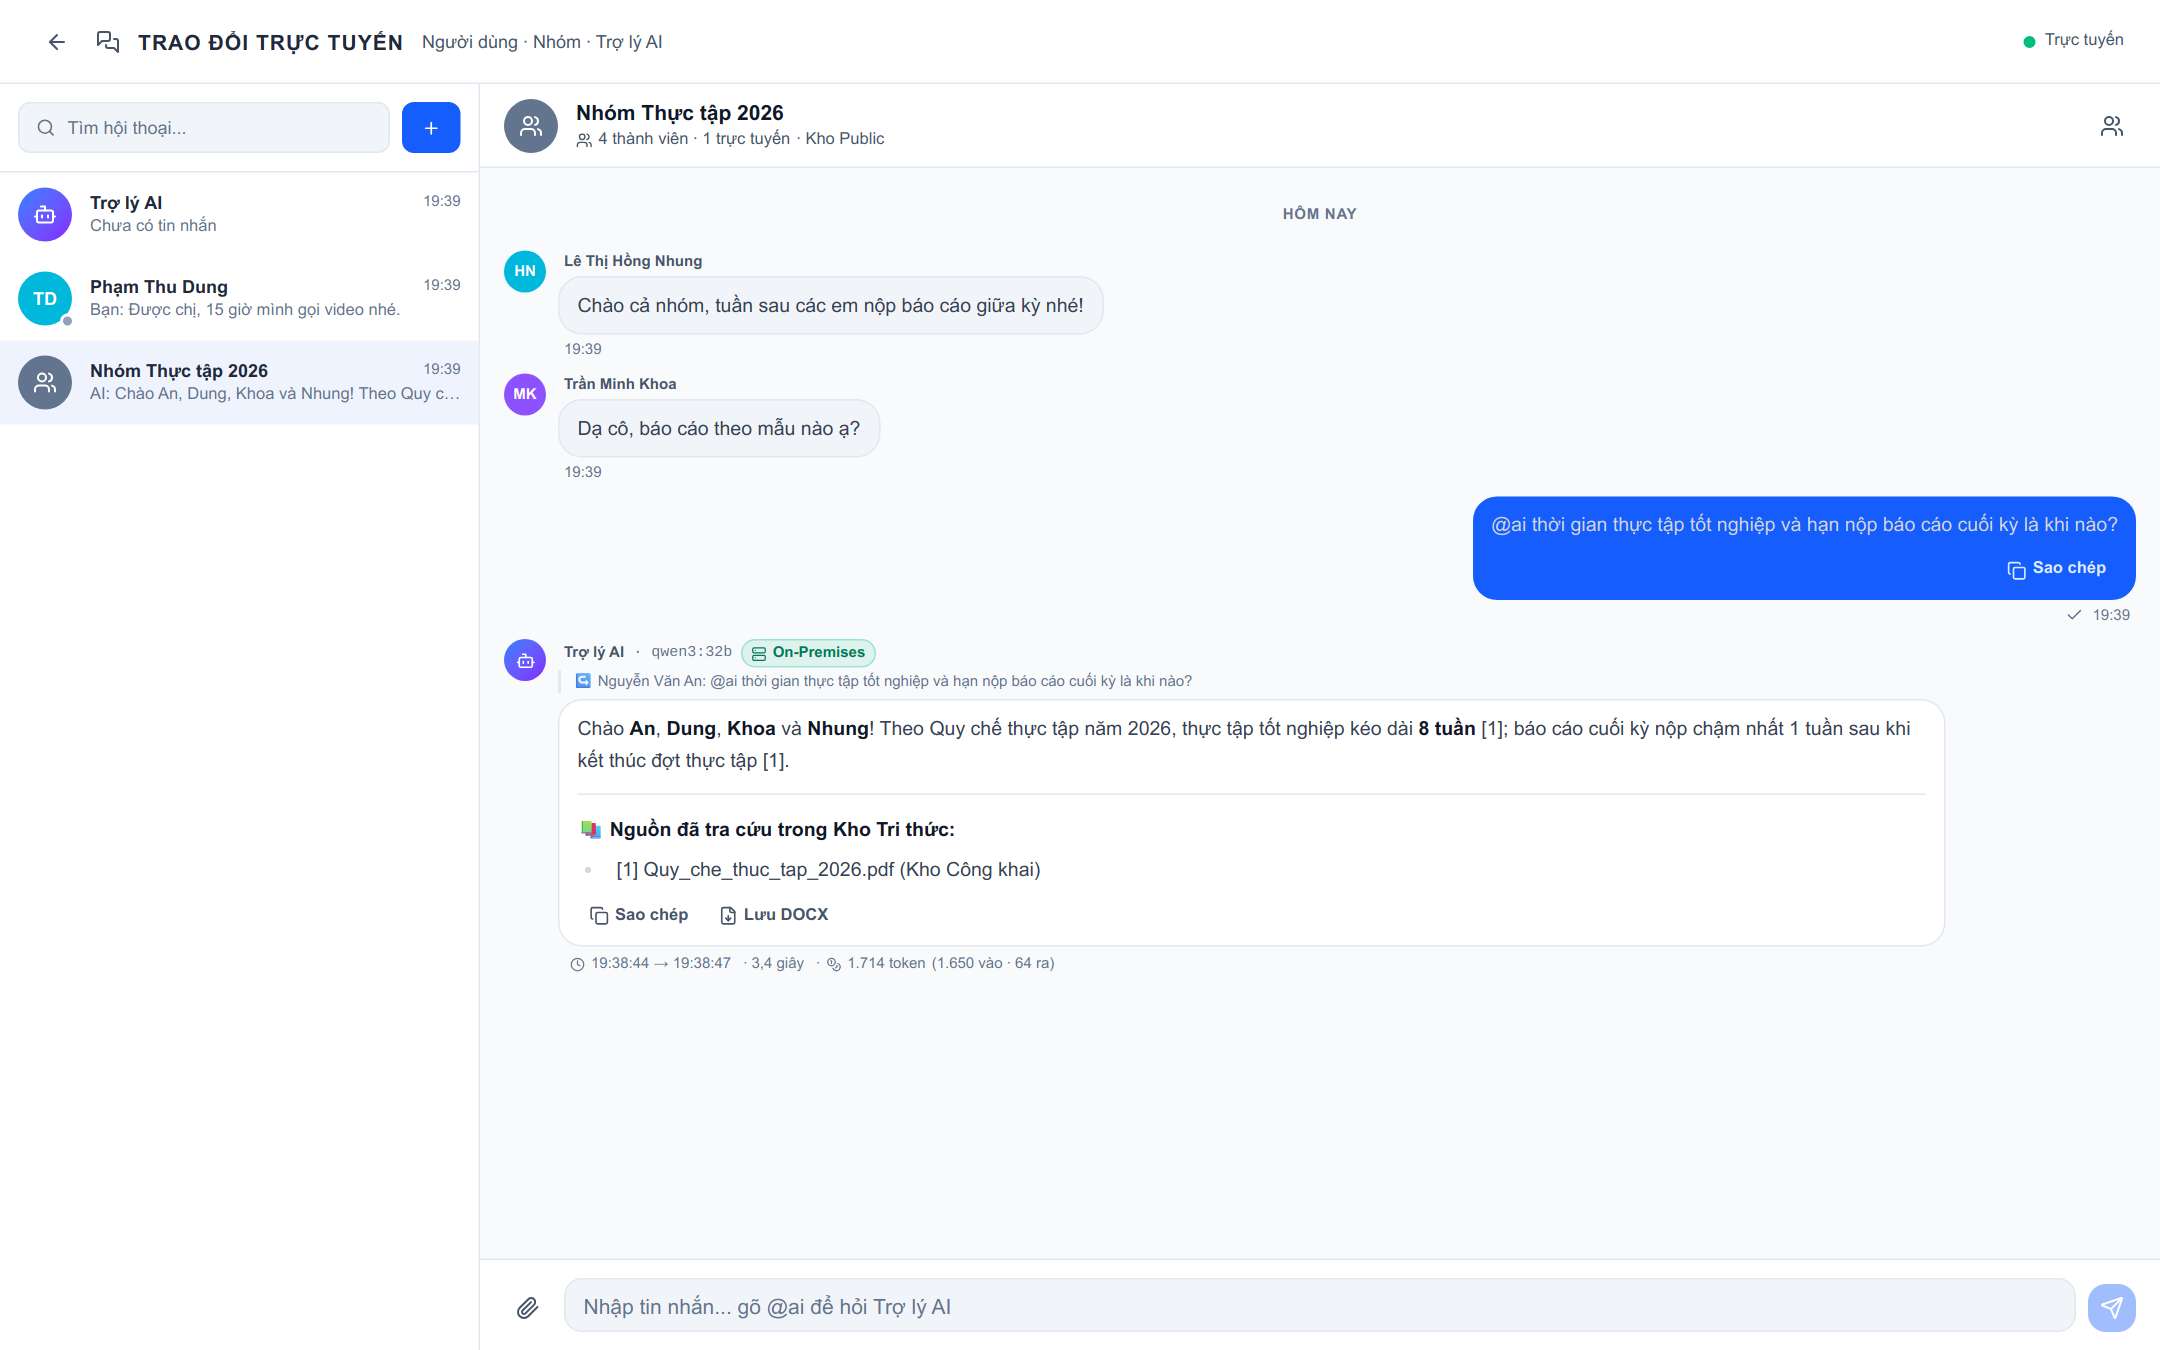 TRAO ĐỔI TRỰC TUYẾN
Người dùng · Nhóm · Trợ lý AI
Trực tuyến
Tìm hội thoại...
+
Trợ lý AI
19:39
Chưa có tin nhắn
TD
Phạm Thu Dung
19:39
Bạn: Được chị, 15 giờ mình gọi video nhé.
Nhóm Thực tập 2026
19:39
AI: Chào An, Dung, Khoa và Nhung! Theo Quy c...
Nhóm Thực tập 2026
4 thành viên · 1 trực tuyến · Kho Public
HÔM NAY
HN
Lê Thị Hồng Nhung
Chào cả nhóm, tuần sau các em nộp báo cáo giữa kỳ nhé!
19:39
MK
Trần Minh Khoa
Dạ cô, báo cáo theo mẫu nào ạ?
19:39
@ai thời gian thực tập tốt nghiệp và hạn nộp báo cáo cuối kỳ là khi nào?
Sao chép
19:39
Trợ lý AI · qwen3:32b On-Premises
Nguyễn Văn An: @ai thời gian thực tập tốt nghiệp và hạn nộp báo cáo cuối kỳ là khi nào?
Chào An, Dung, Khoa và Nhung! Theo Quy chế thực tập năm 2026, thực tập tốt nghiệp kéo dài 8 tuần [1]; báo cáo cuối kỳ nộp chậm nhất 1 tuần sau khi
kết thúc đợt thực tập [1].
Nguồn đã tra cứu trong Kho Tri thức:
[1] Quy_che_thuc_tap_2026.pdf (Kho Công khai)
Sao chép
Lưu DOCX
19:38:44 → 19:38:47 · 3,4 giây · 1.714 token (1.650 vào · 64 ra)
Nhập tin nhắn... gõ @ai để hỏi Trợ lý AI